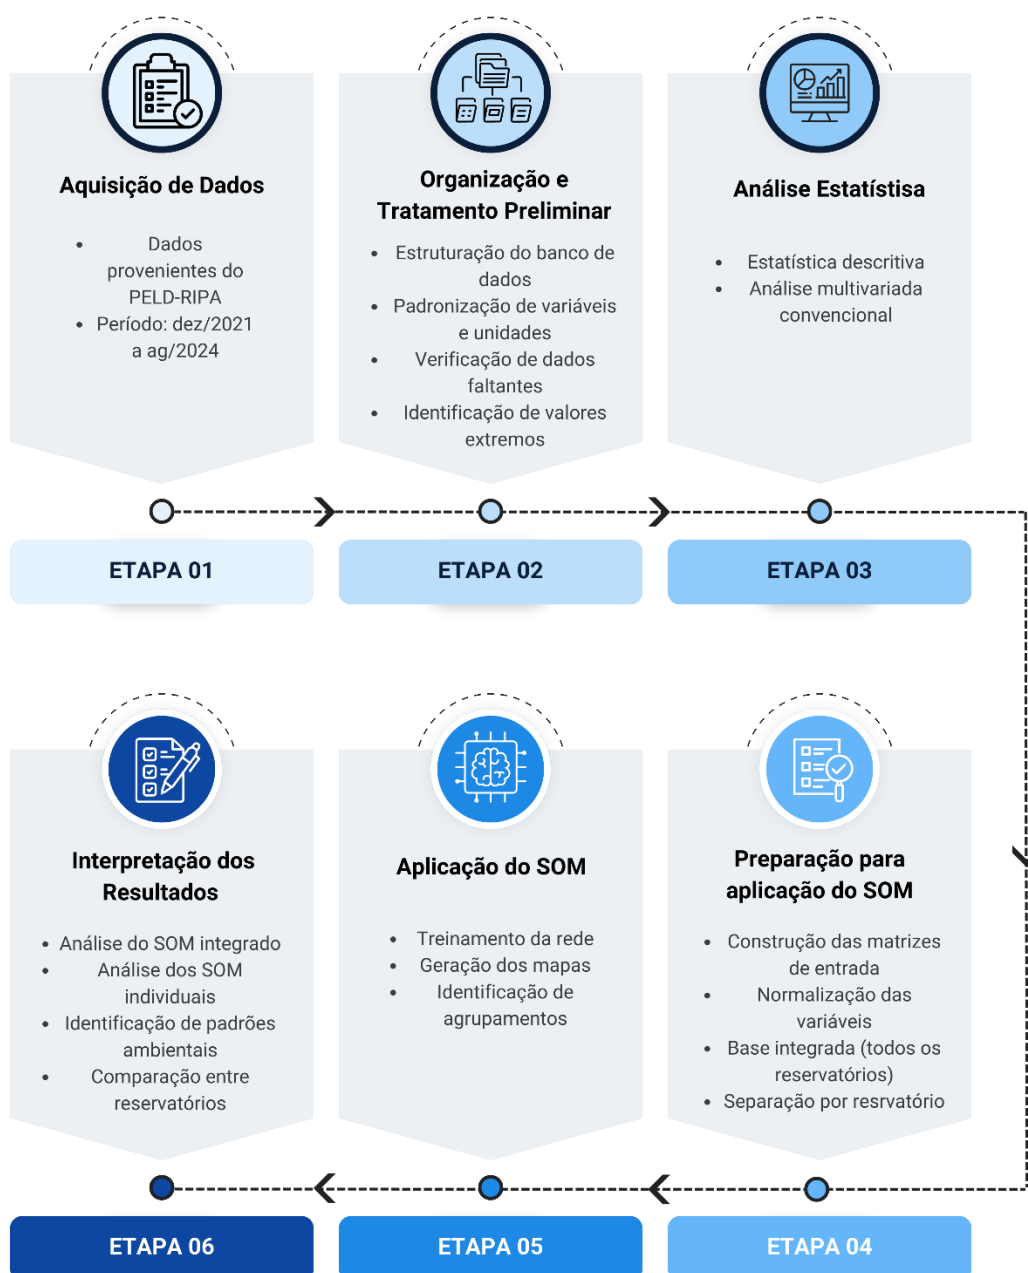 Aquisição de Dados
• Dados
provenientes do
PELD-RIPA
• Período: dez/2021
a ag/2024
ETAPA 01
Organização e
Tratamento Preliminar
• Estruturação do banco de
dados
• Padronização de variáveis
e unidades
• Verificação de dados
faltantes
• Identificação de valores
extremos
ETAPA 02
Análise Estatístisa
• Estatística descritiva
• Análise multivariada
convencional
ETAPA 03
Preparação para
aplicação do SOM
• Construção das matrizes
de entrada
• Normalização das
variáveis
• Base integrada (todos os
reservatórios)
• Separação por resrvatório
ETAPA 04
Aplicação do SOM
• Treinamento da rede
• Geração dos mapas
• Identificação de
agrupamentos
ETAPA 05
Interpretação dos
Resultados
• Análise do SOM integrado
• Análise dos SOM
individuais
• Identificação de padrões
ambientais
• Comparação entre
reservatórios
ETAPA 06